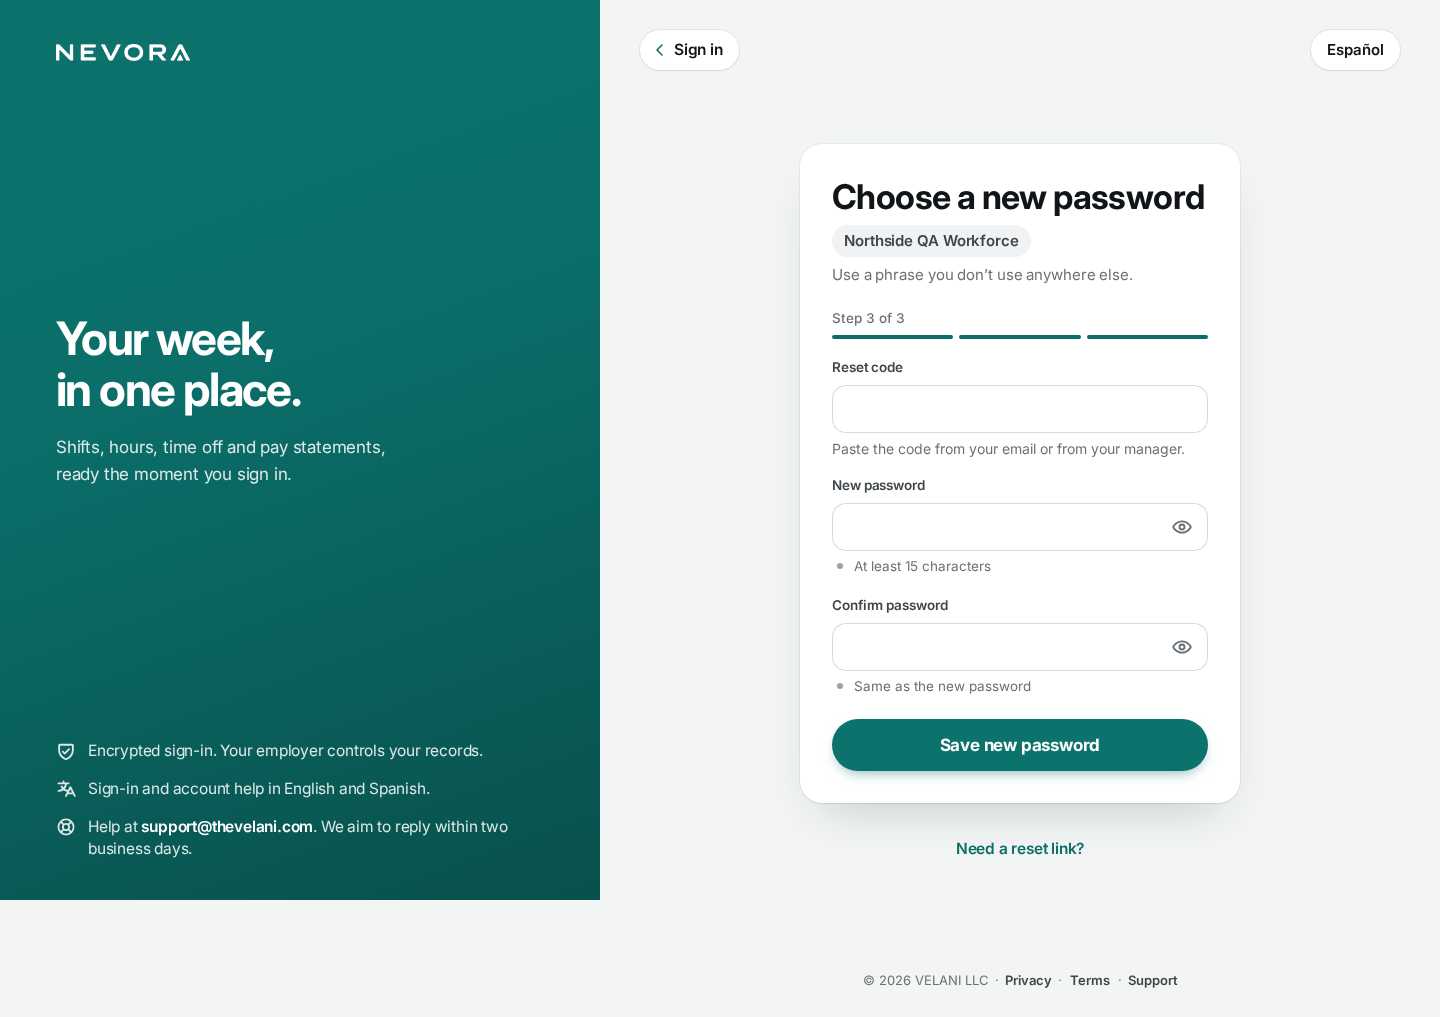 NEVORA
Your week,
in one place.
Shifts, hours, time off and pay statements,
ready the moment you sign in.
Encrypted sign-in. Your employer controls your records.
Sign-in and account help in English and Spanish.
Help at support@thevelani.com. We aim to reply within two
business days.
Sign in
Español
Choose a new password
Northside QA Workforce
Use a phrase you don’t use anywhere else.
Step 3 of 3
Reset code
Paste the code from your email or from your manager.
New password
At least 15 characters
Confirm password
Same as the new password
Save new password
Need a reset link?
© 2026 VELANI LLC · Privacy · Terms · Support